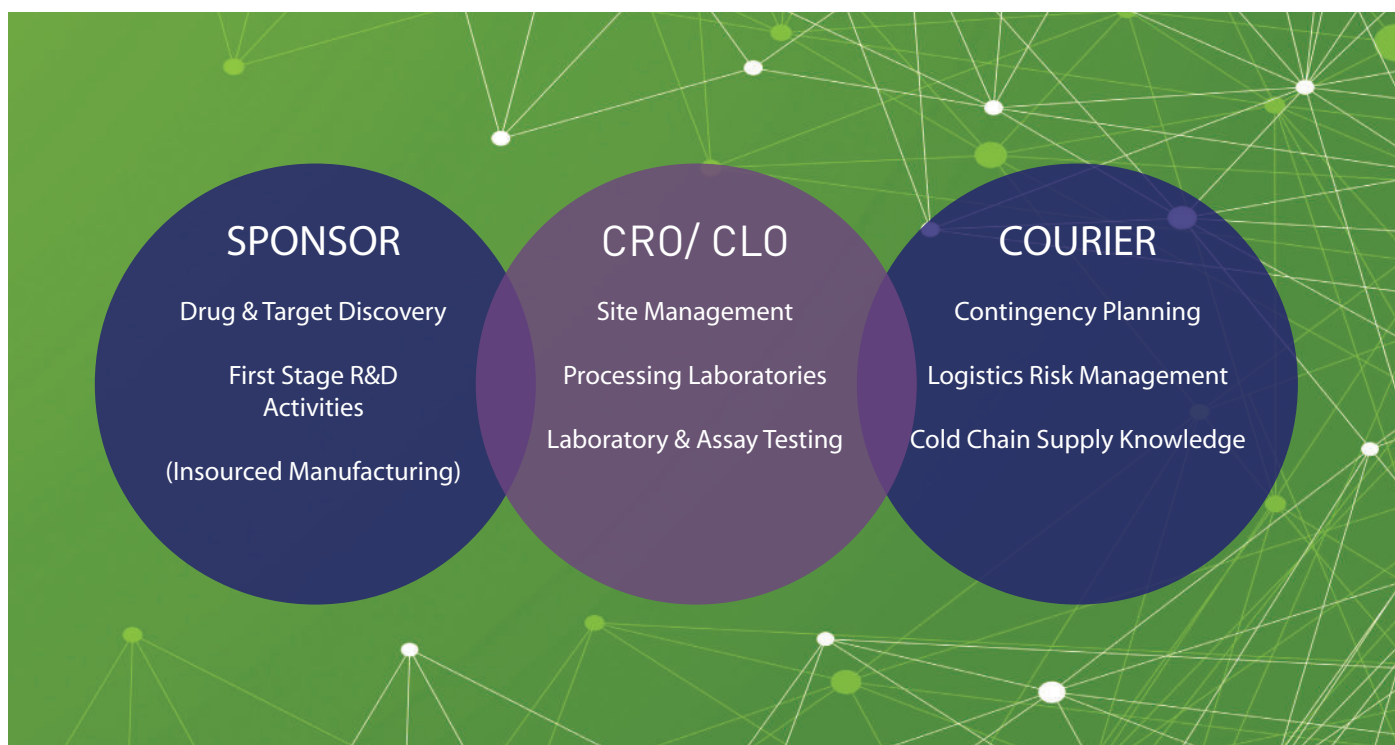 SPONSOR
Drug & Target Discovery
First Stage R&D
Activities
(Insourced Manufacturing)
CRO/ CLO
Site Management
Processing Laboratories
Laboratory & Assay Testing
COURIER
Contingency Planning
Logistics Risk Management
Cold Chain Supply Knowledge